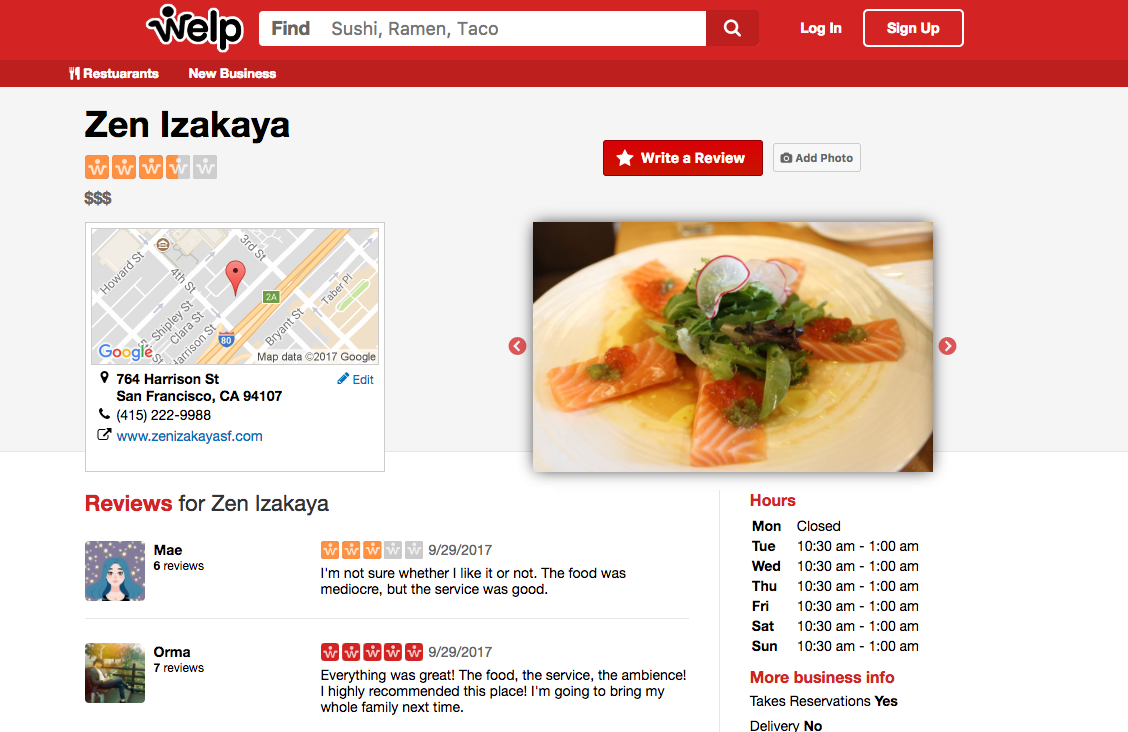 welp
Find Sushi, Ramen, Taco
Log In
Sign Up
Restuarants
New Business
Zen Izakaya
$$$
Write a Review
Add Photo
Howard St
4th St
3rd St
Shipley St
Clara St
Harrison St
Bryant St
Taber Pl
2A
80
Google
Map data ©2017 Google
764 Harrison St
San Francisco, CA 94107
Edit
(415) 222-9988
www.zenizakayasf.com
Reviews for Zen Izakaya
Mae
6 reviews
9/29/2017
I'm not sure whether I like it or not. The food was
mediocre, but the service was good.
Orma
7 reviews
9/29/2017
Everything was great! The food, the service, the ambience!
I highly recommended this place! I'm going to bring my
whole family next time.
Hours
Mon Closed
Tue 10:30 am - 1:00 am
Wed 10:30 am - 1:00 am
Thu 10:30 am - 1:00 am
Fri 10:30 am - 1:00 am
Sat 10:30 am - 1:00 am
Sun 10:30 am - 1:00 am
More business info
Takes Reservations Yes
Delivery No